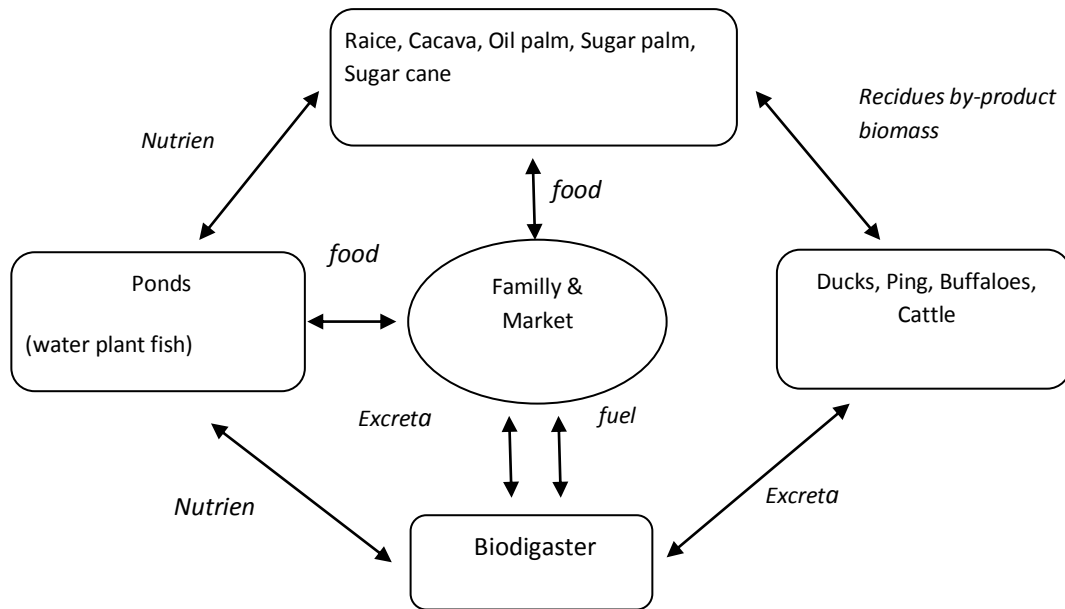 Raice, Cacava, Oil palm, Sugar palm,
Sugar cane
Recidues by-product
biomass
Nutrien
food
food
Ponds
(water plant fish)
Familly &
Market
Ducks, Ping, Buffaloes,
Cattle
Excreta
fuel
Nutrien
Excreta
Biodigaster